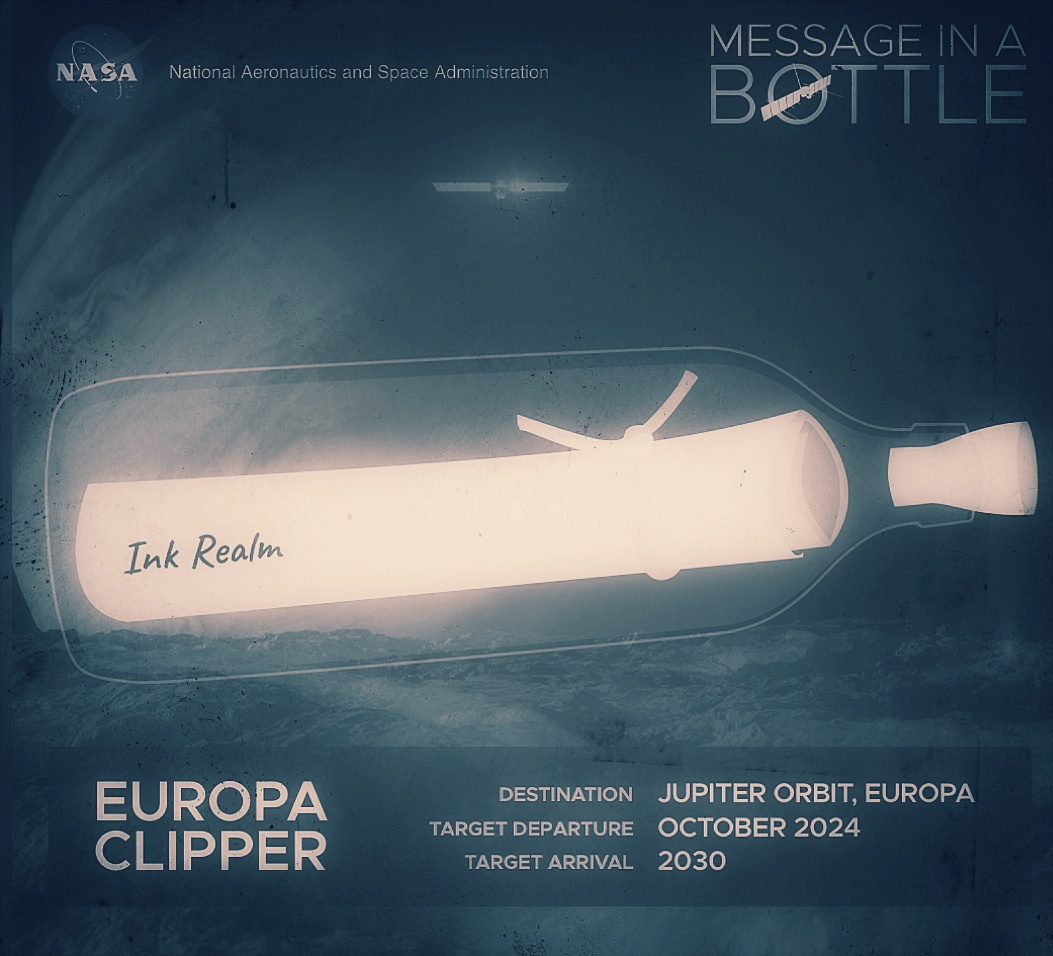 NASA
National Aeronautics and Space Administration
MESSAGE IN A
BOTTLE
Ink Realm
EUROPA
CLIPPER
DESTINATION JUPITER ORBIT, EUROPA
TARGET DEPARTURE OCTOBER 2024
TARGET ARRIVAL 2030